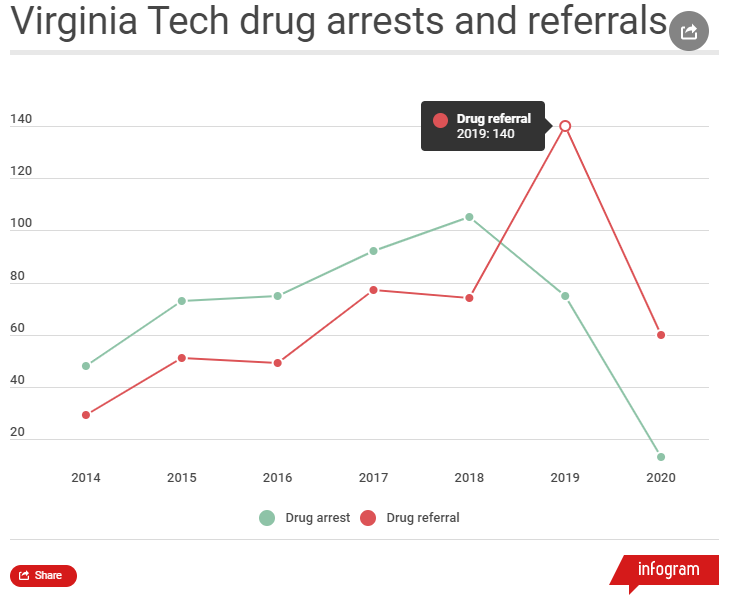 Virginia Tech drug arrests and referrals
140
Drug referral
2019: 140
120
100
80
60
40
20
2014 2015 2016 2017 2018 2019 2020
Drug arrest Drug referral
Share
infogram